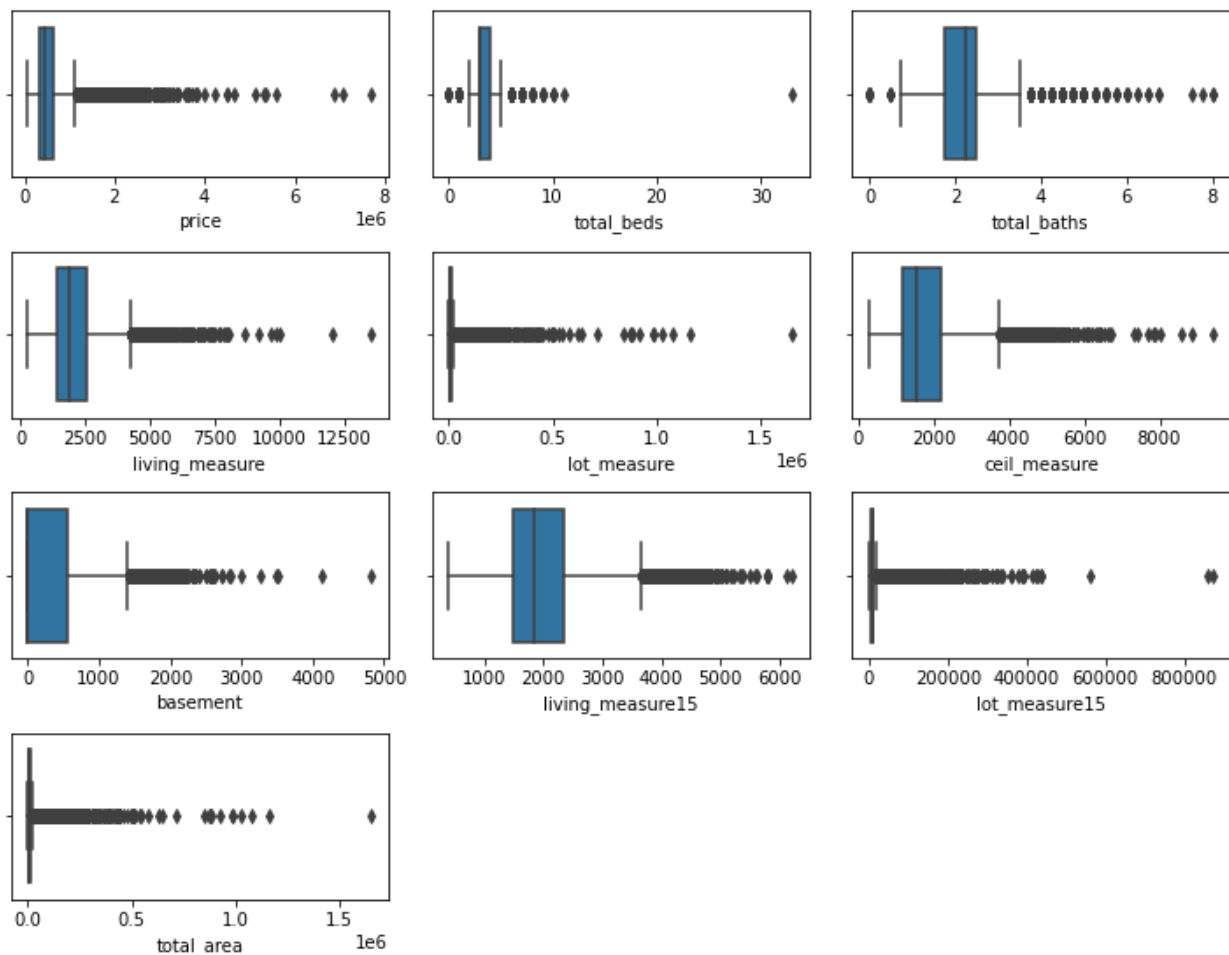 0 2 4 6 8
1e6
price
0 10 20 30
total_beds
0 2 4 6 8
total_baths
0 2500 5000 7500 10000 12500
living_measure
0.0 0.5 1.0 1.5
1e6
lot_measure
0 2000 4000 6000 8000
ceil_measure
0 1000 2000 3000 4000 5000
basement
1000 2000 3000 4000 5000 6000
living_measure15
0 200000 400000 600000 800000
lot_measure15
0.0 0.5 1.0 1.5
1e6
total_area